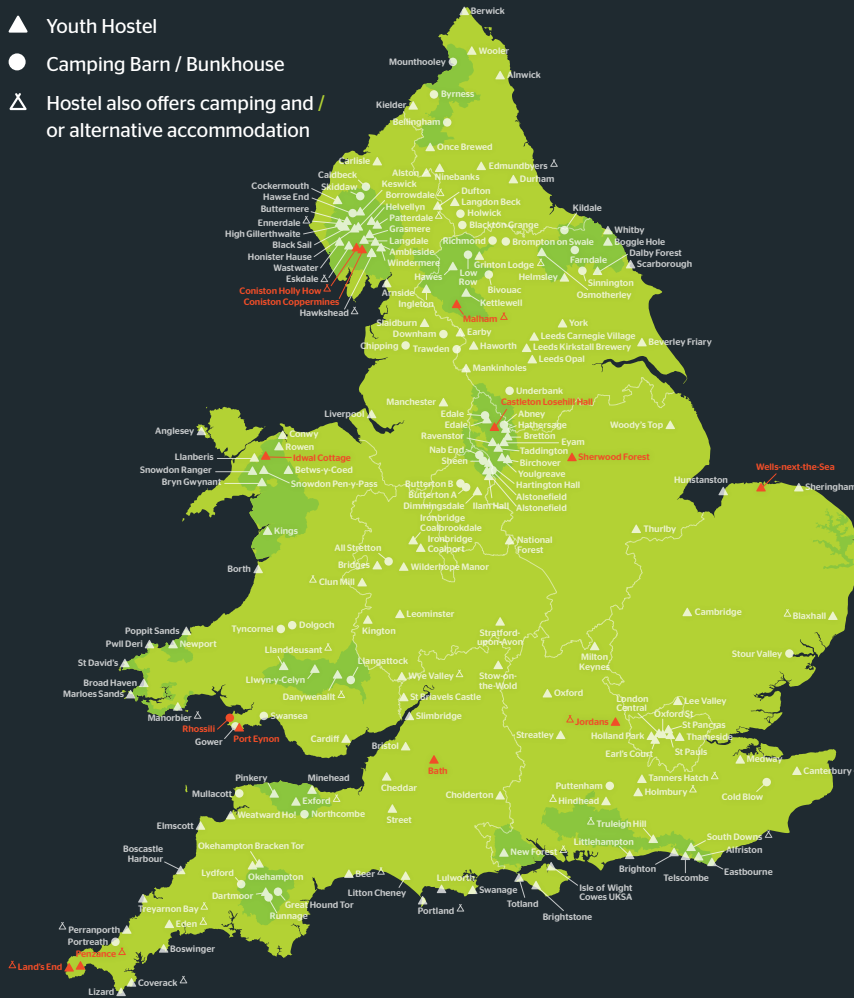 Youth Hostel
Camping Barn / Bunkhouse
Hostel also offers camping and /
or alternative accommodation
Berwick
Wooler
Mounthooley
Alnwick
Byrness
Kielder
Bellingham
Once Brewed
Carlisle
Alston
Ninebanks
Edmundbyers
Durham
Caldbeck
Skiddaw
Keswick
Cockermouth
Hawse End
Borrowdale
Dufton
Buttermere
Helvellyn
Langdon Beck
Ennerdale
Patterdale
Holwick
Kildale
High Gillerthwaite
Grasmere
Blackton Grange
Whitby
Black Sail
Langdale
Richmond
Brompton on Swale
Boggle Hole
Honister Hause
Ambleside
Farndale
Dalby Forest
Wastwater
Windermere
Low
Row
Grinton Lodge
Scarborough
Eskdale
Hawes
Bivouac
Helmsley
Sinnington
Coniston Holly How
Arnside
Osmotherley
Coniston Coppermines
Ingleton
Kettlewell
Hawkshead
Malham
Slaidburn
York
Downham
Earby
Leeds Carnegie Village
Chipping
Trawden
Haworth
Leeds Kirkstall Brewery
Beverley Friary
Leeds Opal
Mankinholes
Underbank
Manchester
Castleton Losehill Hall
Liverpool
Edale
Abney
Edale
Hathersage
Woody's Top
Anglesey
Conwy
Ravenstor
Bretton
Rowen
Nab End
Eyam
Llanberis
Idwal Cottage
Sheen
Taddington
Sherwood Forest
Snowdon Ranger
Betws-y-Coed
Birchover
Wells-next-the-Sea
Bryn Gwynant
Snowdon Pen-y-Pass
Youlgreave
Hunstanston
Sheringham
Butterton B
Hartington Hall
Butterton A
Alstonefield
Dimmingsdale
Ilam Hall
Alstonefield
Kings
Ironbridge
Coalbrookdale
Thurlby
Ironbridge
Coalport
National
Forest
All Stretton
Borth
Bridges
Wilderhope Manor
Clun Mill
Leominster
Cambridge
Blaxhall
Poppit Sands
Tyncornel
Dolgoch
Kington
Stratford-
upon-Avon
Pwll Deri
Newport
Llanddeusant
Milton
Keynes
Stour Valley
St David's
Llangattock
Stow-on
the-Wold
Broad Haven
Llwyn-y-Celyn
Wye Valley
Marloes Sands
Danywenallt
St Briavels Castle
Oxford
London
Central
Lee Valley
Manorbier
Swansea
Slimbridge
Jordans
Oxford St
Rhossili
St Pancras
Gower
Port Eynon
Cardiff
Streatley
Holland Park
Thameside
Bristol
Earl's Court
St Pauls
Medway
Bath
Canterbury
Pinkery
Minehead
Cheddar
Puttenham
Tanners Hatch
Mullacott
Exford
Cholderton
Hindhead
Holmbury
Cold Blow
Westward Ho!
Northcombe
Street
Elmscott
Truleigh Hill
South Downs
Okehampton Bracken Tor
Littlehampton
Alfriston
Boscastle
Harbour
New Forest
Brighton
Eastbourne
Lydford
Okehampton
Beer
Lulworth
Telscombe
Dartmoor
Litton Cheney
Swanage
Isle of Wight
Cowes UKSA
Treyarnon Bay
Great Hound Tor
Totland
Runnage
Portland
Brightstone
Perranporth
Eden
Portreath
Penzance
Boswinger
Land's End
Coverack
Lizard